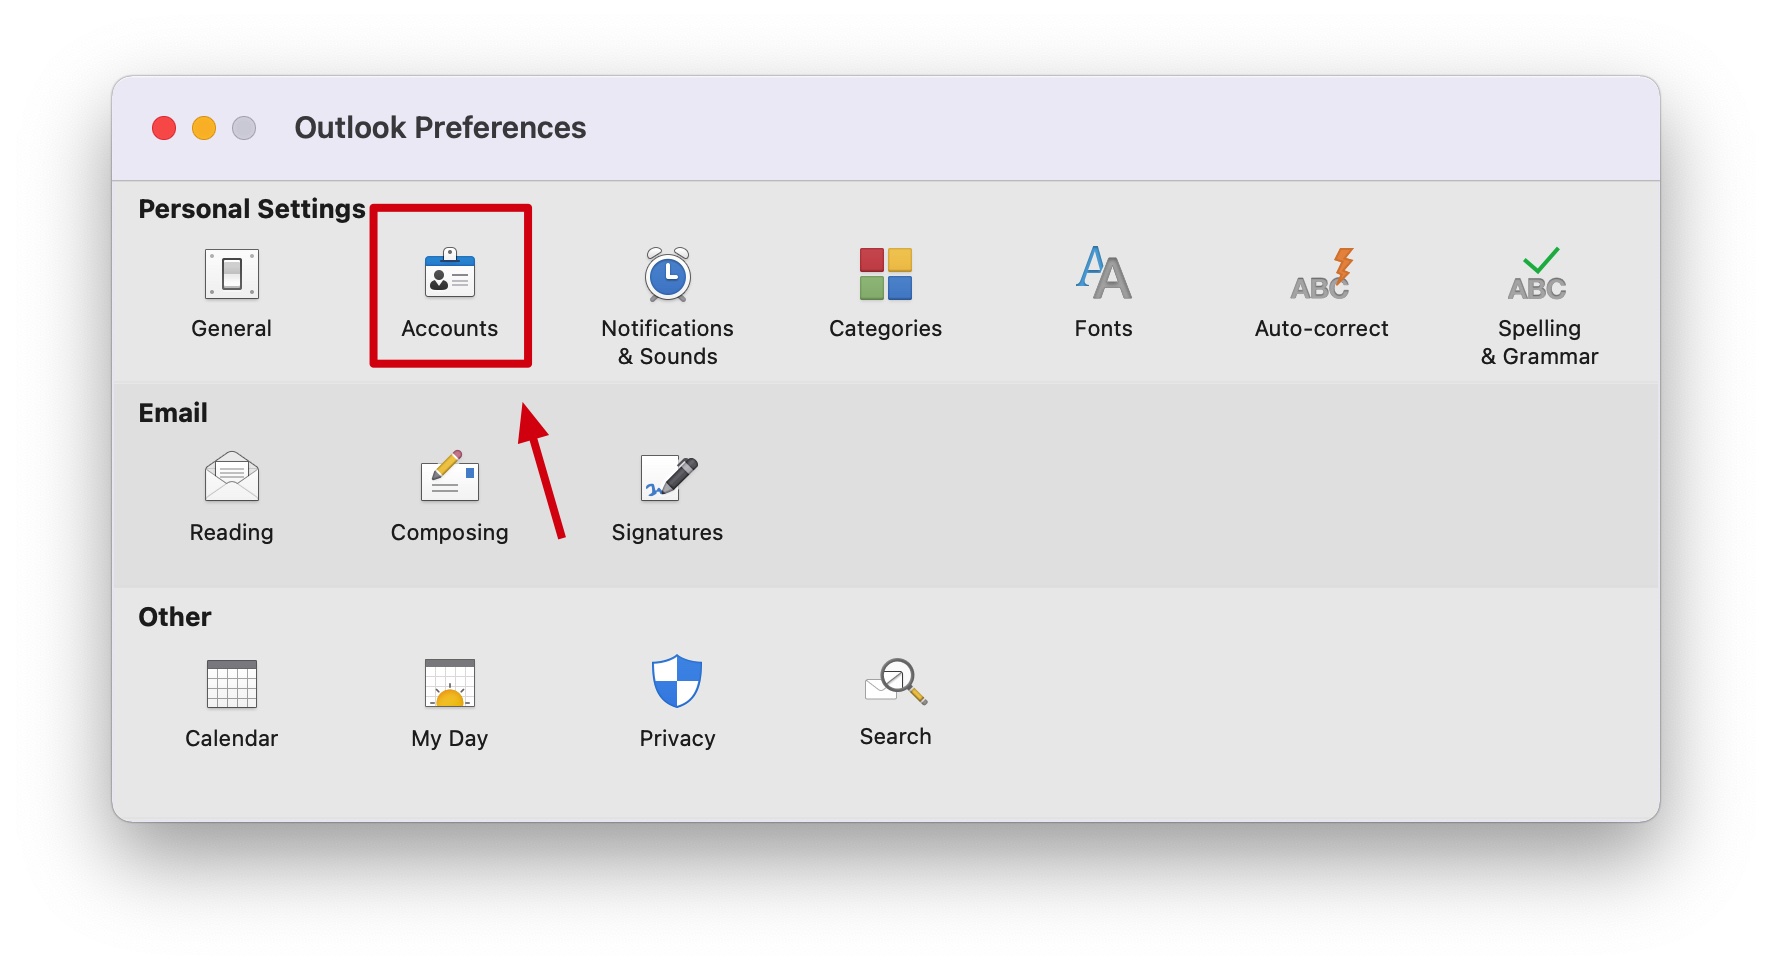 Outlook Preferences
Personal Settings
General
Accounts
Notifications
& Sounds
Categories
Fonts
ABC
Auto-correct
ABC
Spelling
& Grammar
Email
Reading
Composing
Signatures
Other
Calendar
My Day
Privacy
Search